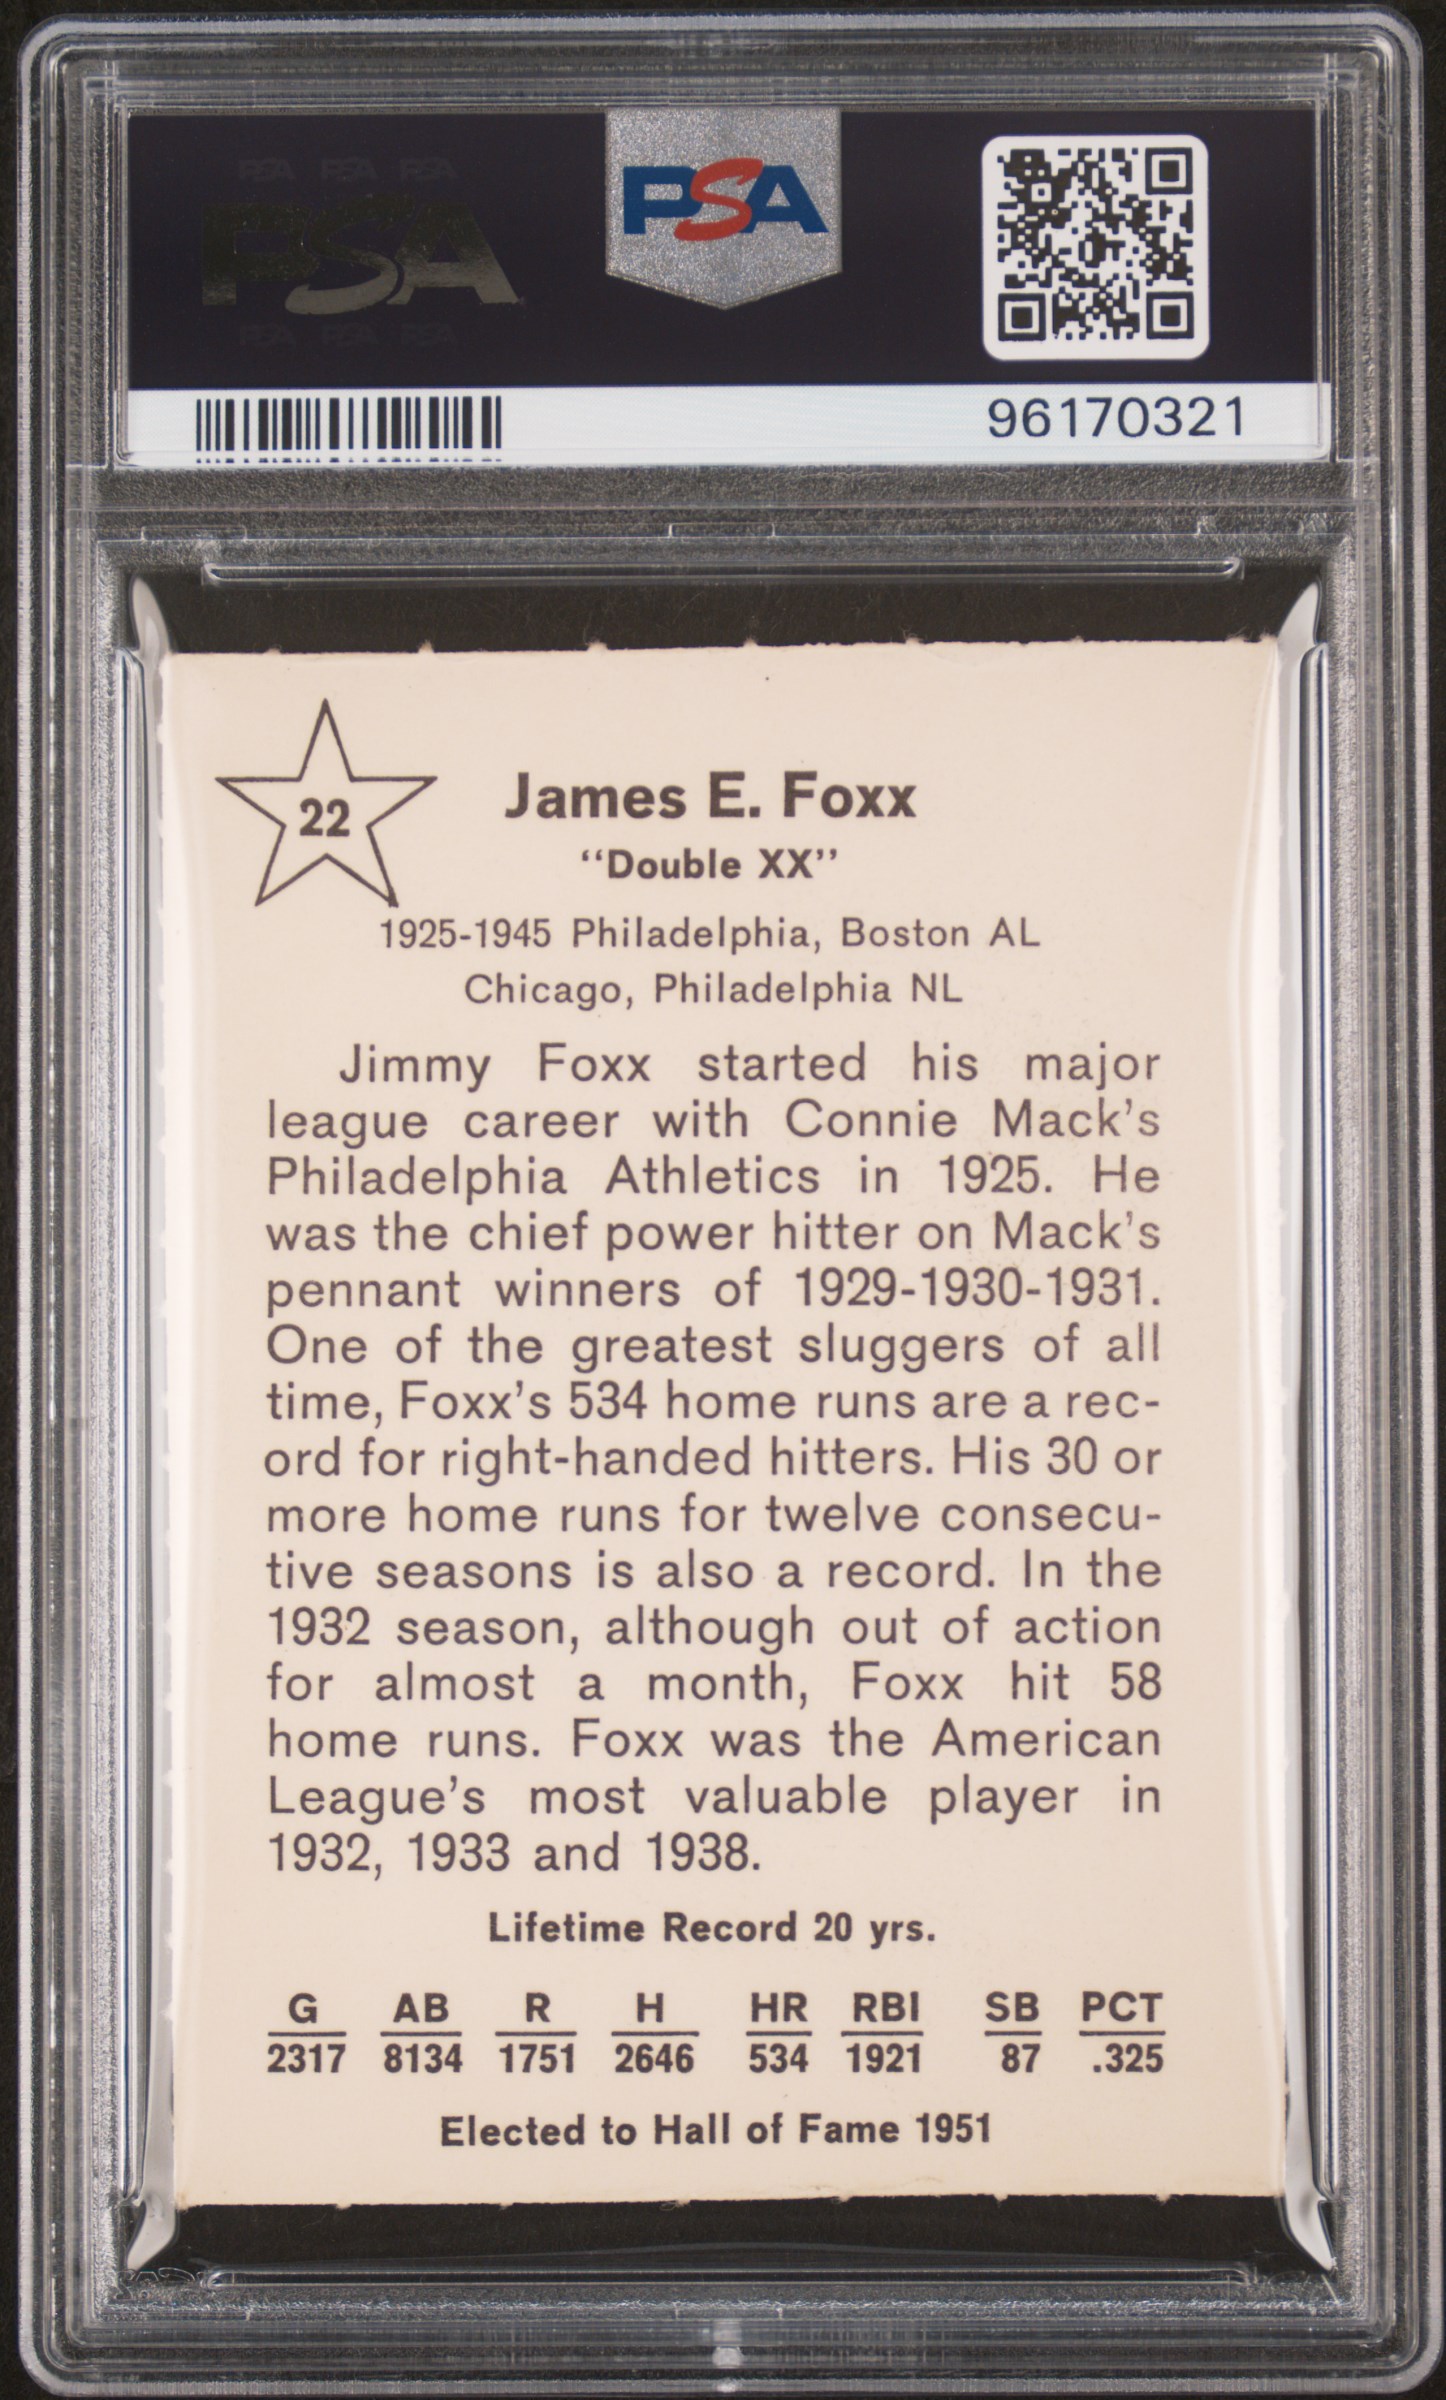 PSA PSA PSA
PSA
PSA PSA PSA
PSA
96170321
22
James E. Foxx
“Double XX”
1925-1945 Philadelphia, Boston AL
Chicago, Philadelphia NL
Jimmy Foxx started his major
league career with Connie Mack's
Philadelphia Athletics in 1925. He
was the chief power hitter on Mack's
pennant winners of 1929-1930-1931.
One of the greatest sluggers of all
time, Foxx's 534 home runs are a rec-
ord for right-handed hitters. His 30 or
more home runs for twelve consecu-
tive seasons is also a record. In the
1932 season, although out of action
for almost a month, Foxx hit 58
home runs. Foxx was the American
League's most valuable player in
1932, 1933 and 1938.
Lifetime Record 20 yrs.
G AB R H HR RBI SB PCT
2317 8134 1751 2646 534 1921 87 .325
Elected to Hall of Fame 1951